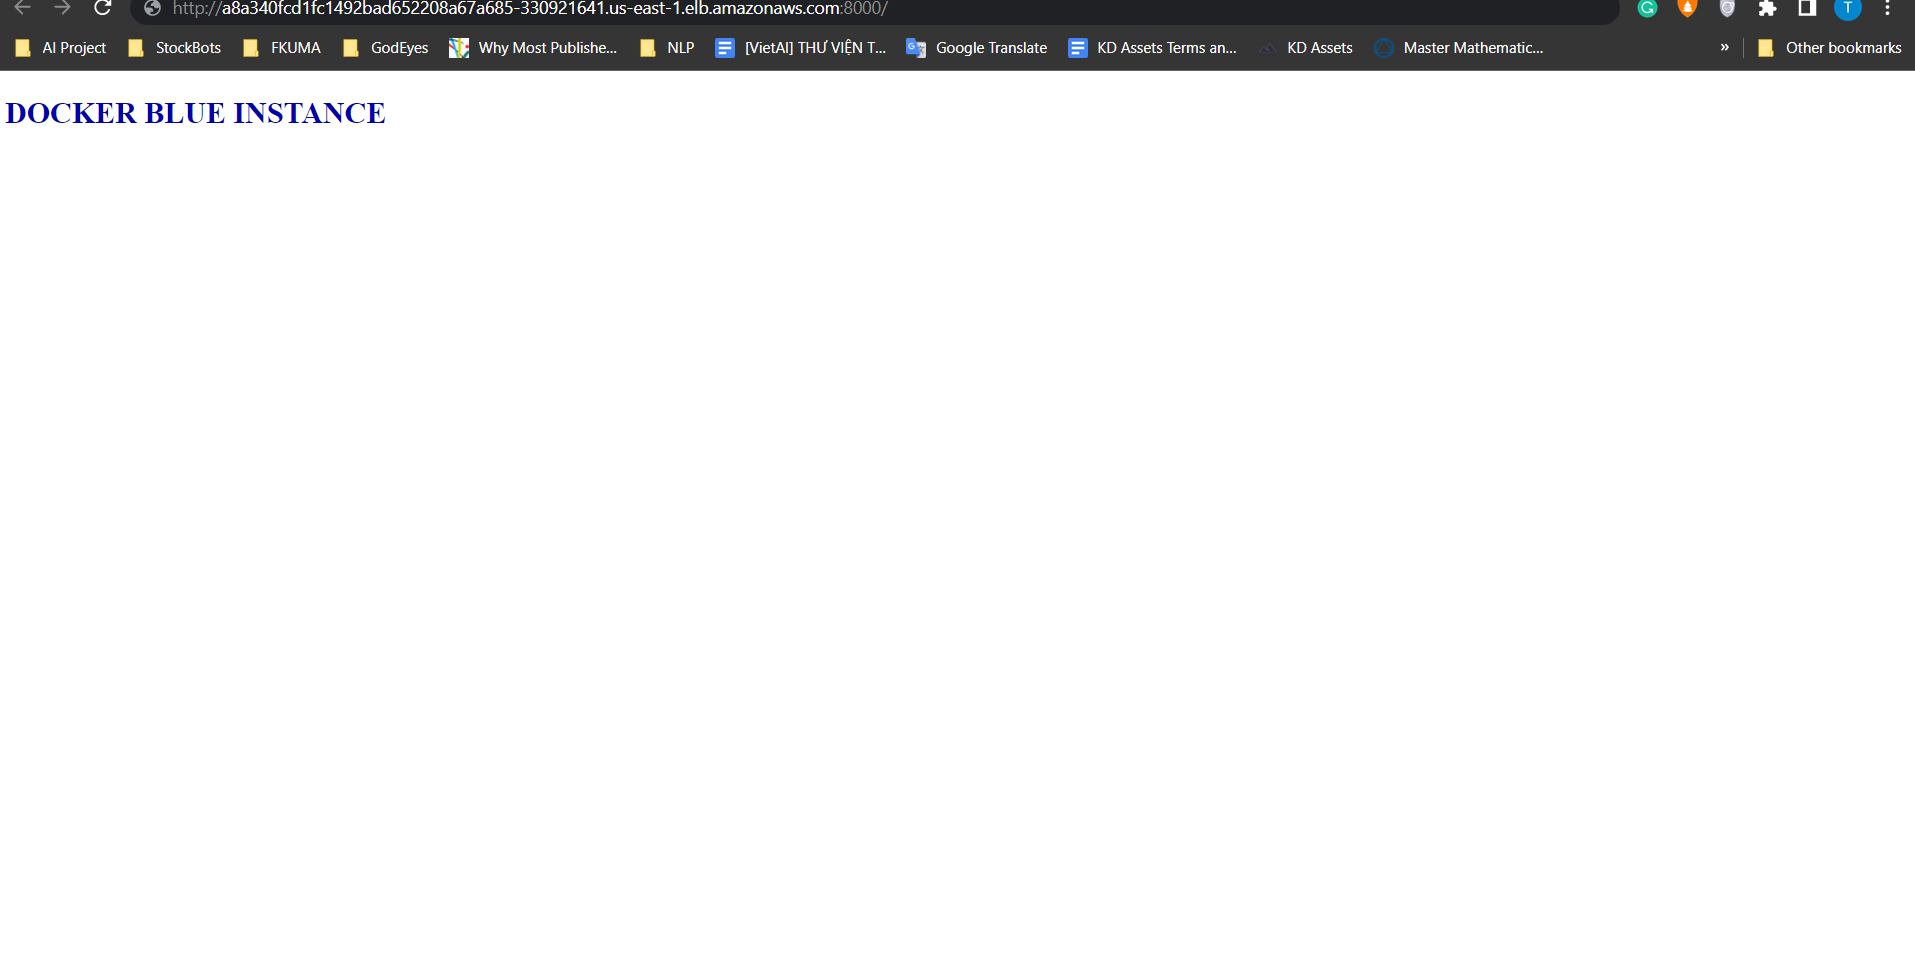 http://a8a340fcd1fc1492bad652208a67a685-330921641.us-east-1.elb.amazonaws.com:8000/
T
AI Project StockBots FKUMA GodEyes Why Most Publishe... NLP [VietAI] THƯ VIỆN T... Google Translate KD Assets Terms an... KD Assets Master Mathematic... » Other bookmarks
DOCKER BLUE INSTANCE